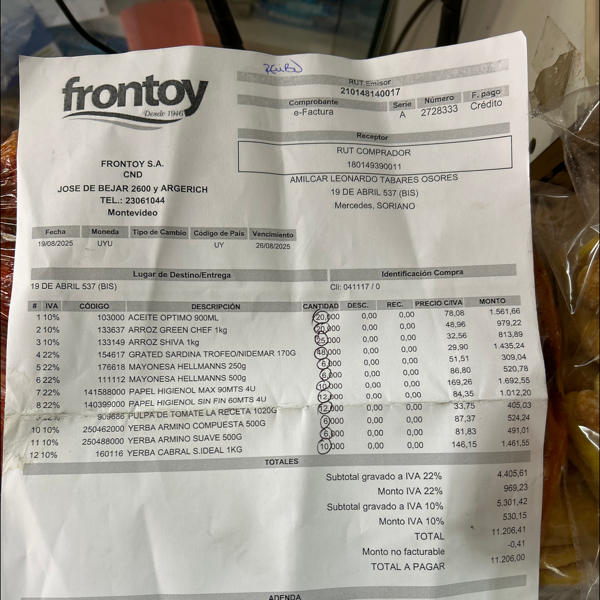 frontoy
Desde 1946
FRONTOY S.A.
CND
JOSE DE BEJAR 2600 y ARGERICH
TEL.: 23061044
Montevideo
RUT Emisor
210148140017
Comprobante Serie Número F. pago
e-Factura A 2728333 Crédito
Receptor
RUT COMPRADOR
180149390011
AMILCAR LEONARDO TABARES OSORES
19 DE ABRIL 537 (BIS)
Mercedes, SORIANO
Fecha Moneda Tipo de Cambio Código de País Vencimiento
19/08/2025 UYU UY 26/08/2025
Lugar de Destino/Entrega Identificación Compra
19 DE ABRIL 537 (BIS) Cli: 041117 / 0
# IVA CÓDIGO DESCRIPCIÓN CANTIDAD DESC. REC. PRECIO C/IVA MONTO
1 10% 103000 ACEITE OPTIMO 900ML 20,000 0,00 0,00 78,08 1.561,66
2 10% 133637 ARROZ GREEN CHEF 1kg 20,000 0,00 0,00 48,96 979,22
3 10% 133149 ARROZ SHIVA 1kg 25,000 0,00 0,00 32,56 813,89
4 22% 154617 GRATED SARDINA TROFEO/NIDEMAR 170G 48,000 0,00 0,00 29,90 1.435,24
5 22% 176618 MAYONESA HELLMANNS 250g 6,000 0,00 0,00 51,51 309,04
6 22% 111112 MAYONESA HELLMANNS 500g 6,000 0,00 0,00 86,80 520,78
7 22% 141588000 PAPEL HIGIENOL MAX 90MTS 4U 10,000 0,00 0,00 169,26 1.692,55
8 22% 140399000 PAPEL HIGIENOL SIN FIN 60MTS 4U 12,000 0,00 0,00 84,35 1.012,20
909686 PULPA DE TOMATE LA RECETA 1020G 12,000 0,00 0,00 33,75 405,03
10 10% 250462000 YERBA ARMINO COMPUESTA 500G 6,000 0,00 0,00 87,37 524,24
11 10% 250488000 YERBA ARMINO SUAVE 500G 6,000 0,00 0,00 81,83 491,01
12 10% 160116 YERBA CABRAL S.IDEAL 1KG 10,000 0,00 0,00 146,15 1.461,55
TOTALES
Subtotal gravado a IVA 22% 4.405,61
Monto IVA 22% 969,23
Subtotal gravado a IVA 10% 5.301,42
Monto IVA 10% 530,15
TOTAL 11.206,41
Monto no facturable -0,41
TOTAL A PAGAR 11.206,00
ADENDA